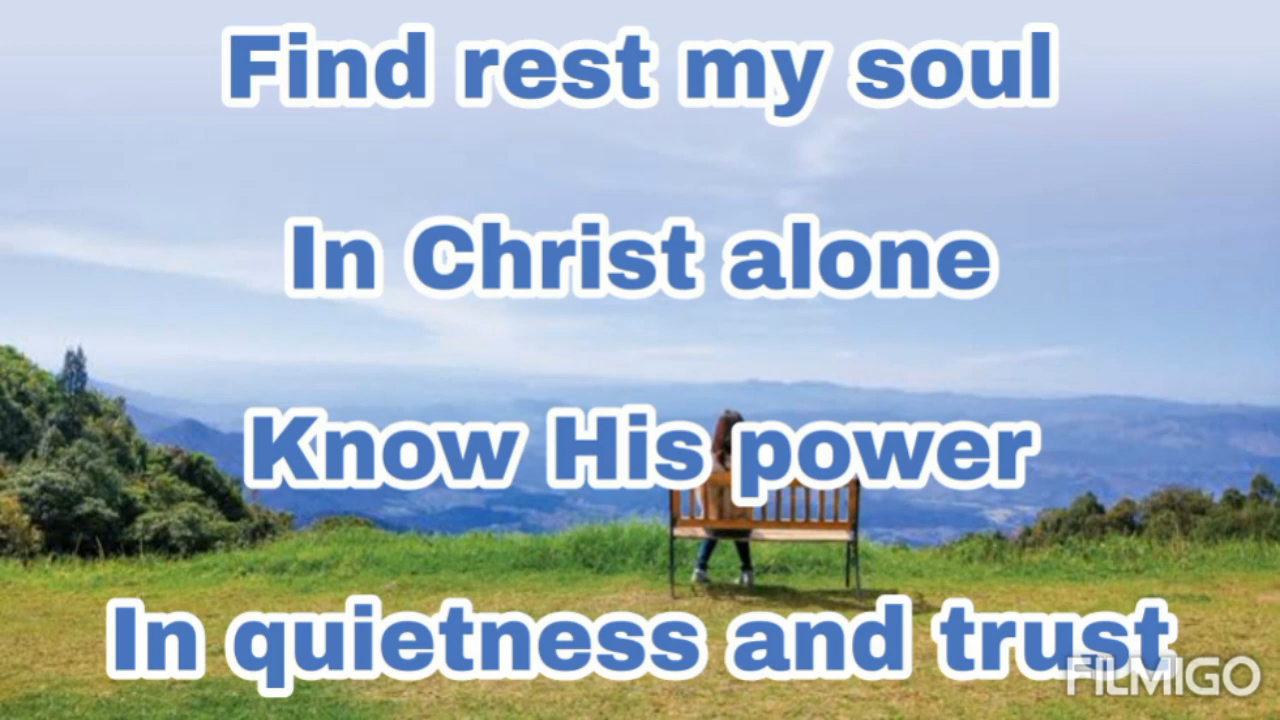 Find rest my soul
In Christ alone
Know His power
In quietness and trust
FILMIGO